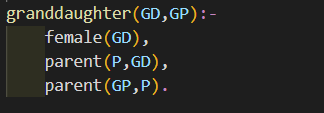 granddaughter(GD,GP):-
    female(GD),
    parent(P,GD),
    parent(GP,P).